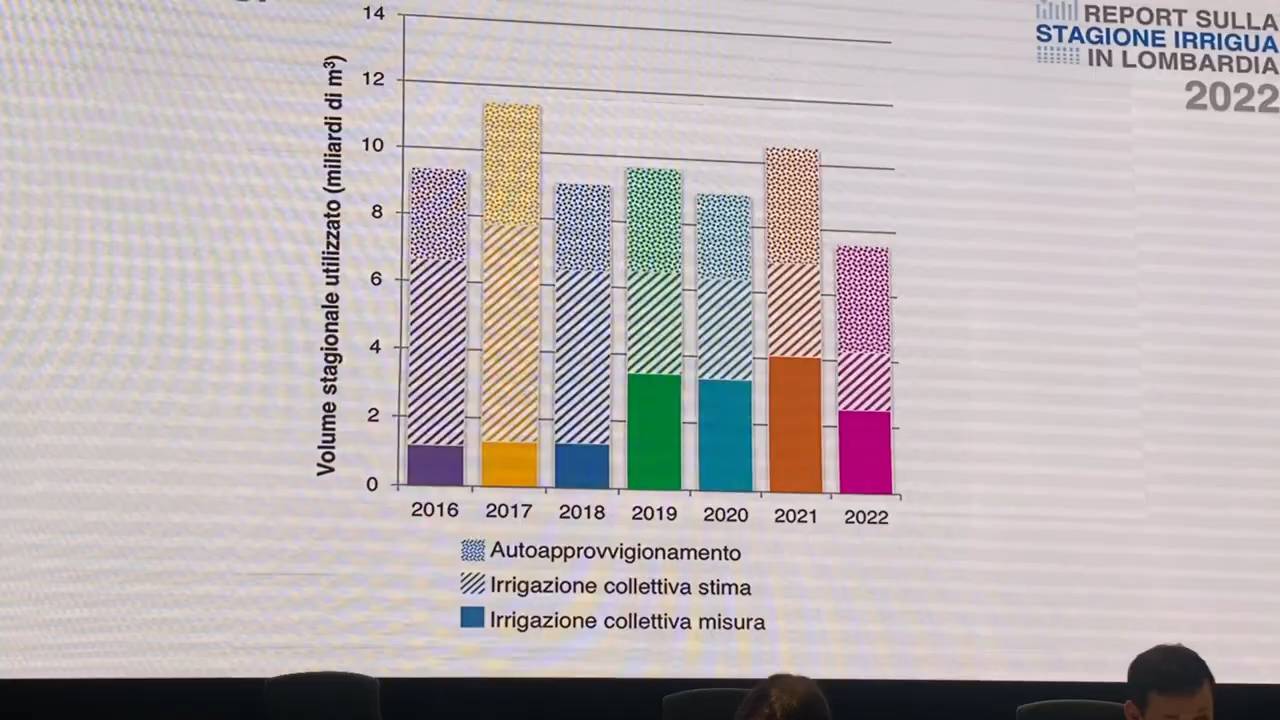 REPORT SULLA
STAGIONE IRRIGUA
IN LOMBARDIA
2022
Volume stagionale utilizzato (miliardi di m³)
14
12
10
8
6
4
2
0
2016 2017 2018 2019 2020 2021 2022
Autoapprovvigionamento
Irrigazione collettiva stima
Irrigazione collettiva misura